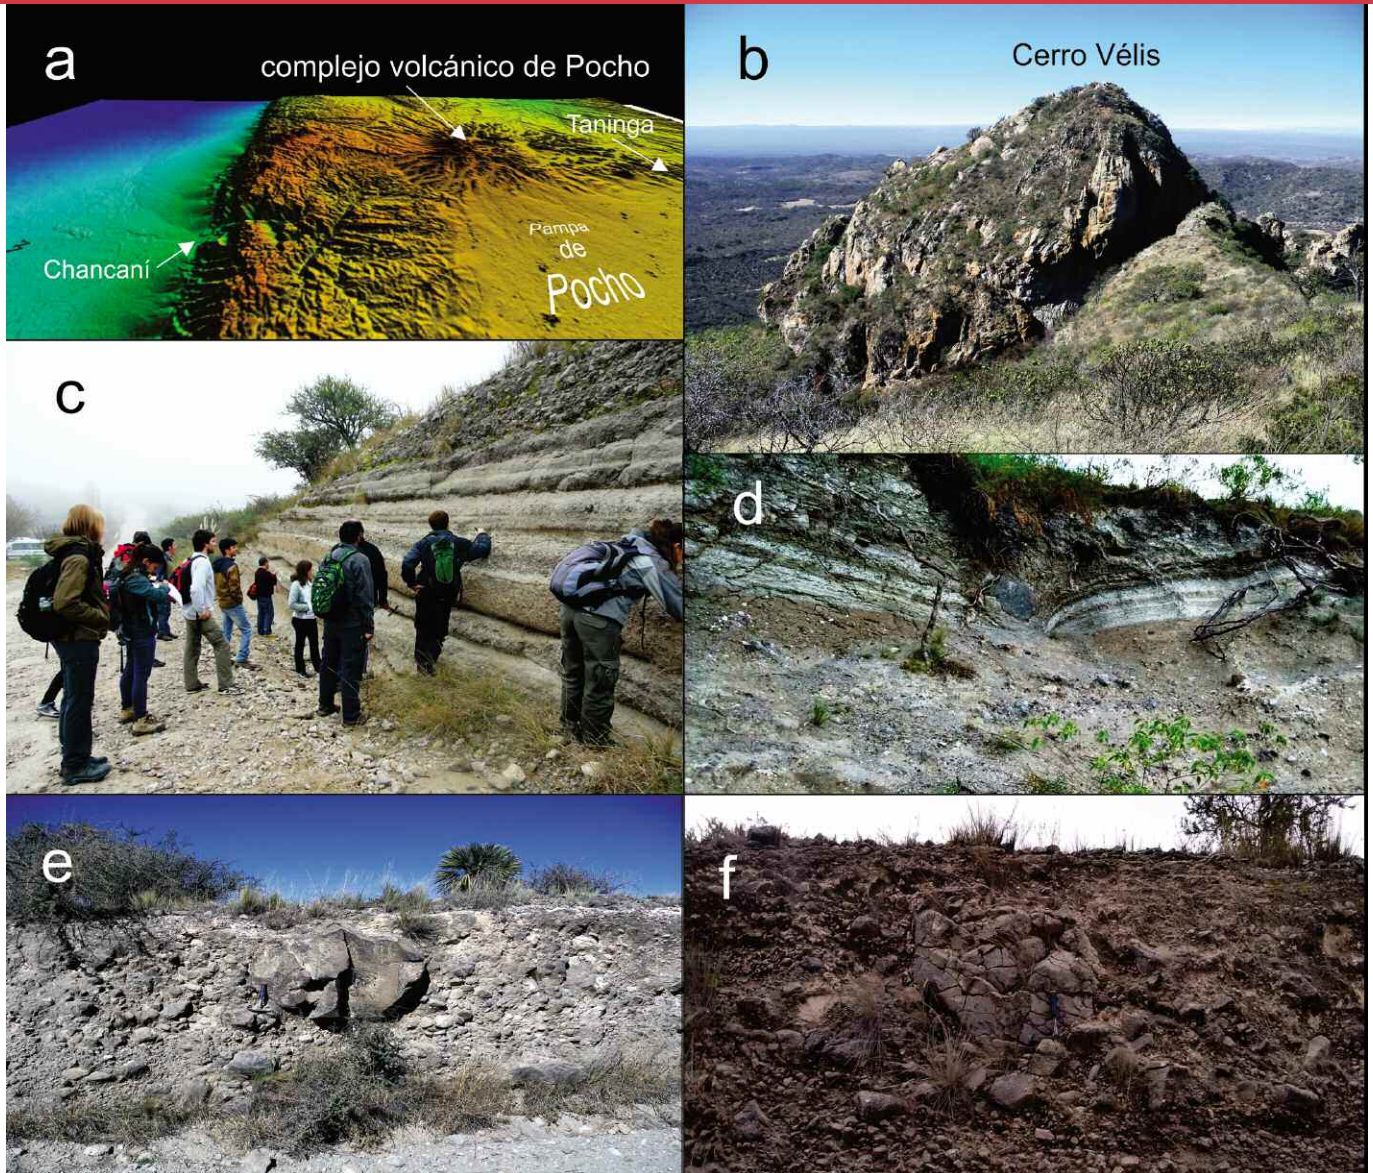 a
complejo volcánico de Pocho
Taninga
Chancaní
Pampa
de
Pocho
b
Cerro Vélis
c
d
e
f